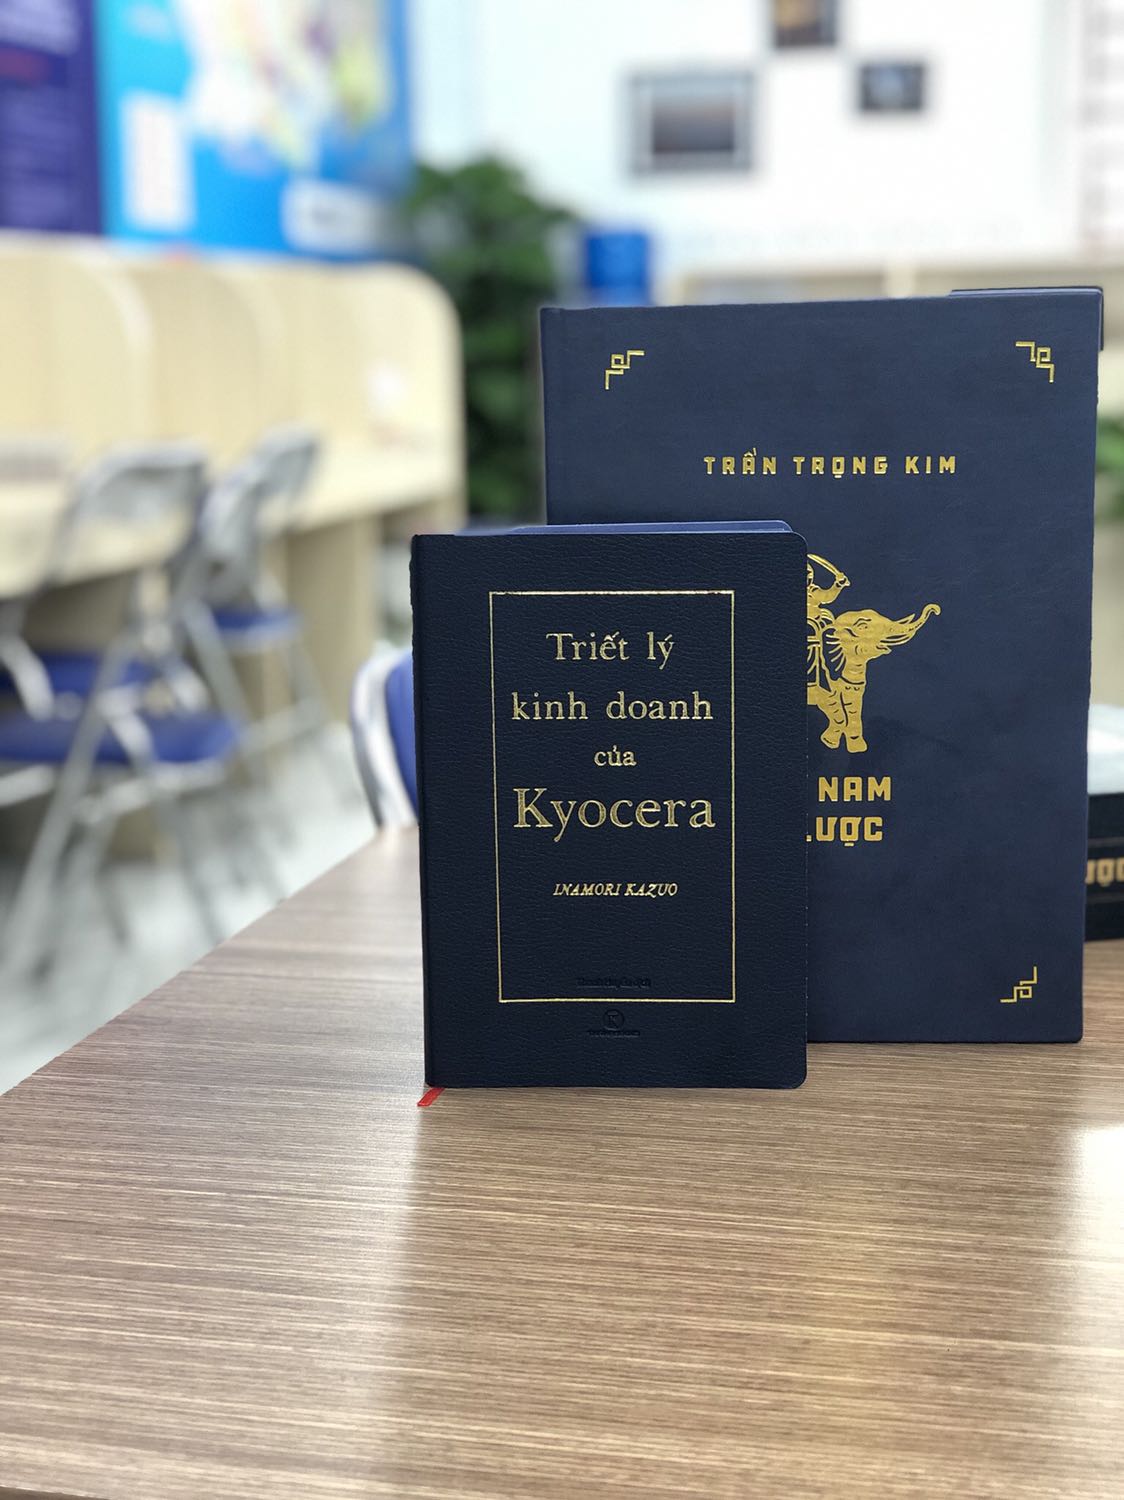 TRẦN TRỌNG KIM
NAM
LƯỢC
Triết lý
kinh doanh
của
Kyocera
INAMORI KAZUO